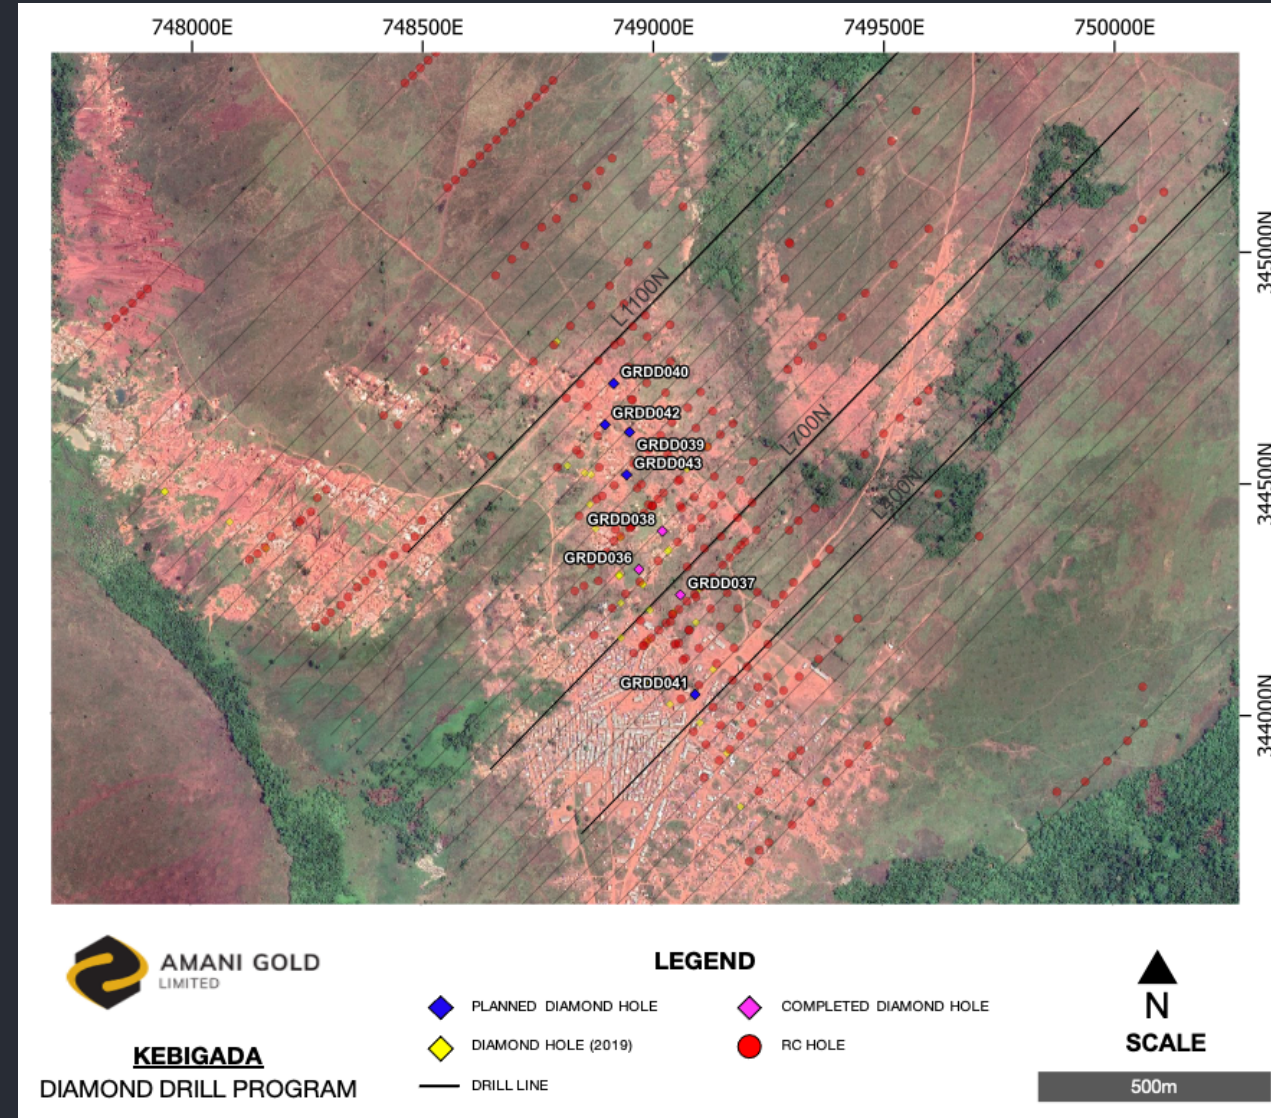 748000E 748500E 749000E 749500E 750000E
345000N
L1100N
GRDD040
GRDD042
L700N
GRDD039
GRDD043
344500N
GRDD038
GRDD036
GRDD037
GRDD041
344000N
AMANI GOLD
LIMITED
KEBIGADA
DIAMOND DRILL PROGRAM
LEGEND
PLANNED DIAMOND HOLE
COMPLETED DIAMOND HOLE
DIAMOND HOLE (2019)
RC HOLE
DRILL LINE
N
SCALE
500m